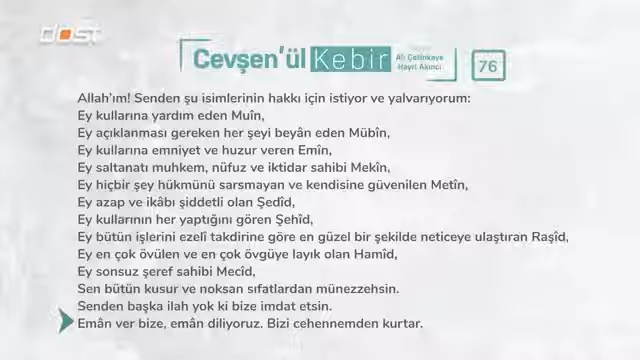 dost
Cevşen'ül Kebir
Ali Çetinkaya
Hayri Akıncı
76
Allah'ım! Senden şu isimlerinin hakkı için istiyor ve yalvarıyorum:
Ey kullarına yardım eden Muîn,
Ey açıklanması gereken her şeyi beyân eden Mübîn,
Ey kullarına emniyet ve huzur veren Emîn,
Ey saltanatı muhkem, nüfuz ve iktidar sahibi Mekîn,
Ey hiçbir şey hükmünü sarsmayan ve kendisine güvenilen Metîn,
Ey azap ve ikâbı şiddetli olan Şedîd,
Ey kullarının her yaptığını gören Şehîd,
Ey bütün işlerini ezelî takdirine göre en güzel bir şekilde neticeye ulaştıran Raşîd,
Ey en çok övülen ve en çok övgüye layık olan Hamîd,
Ey sonsuz şeref sahibi Mecîd,
Sen bütün kusur ve noksan sıfatlardan münezzehsin.
Senden başka ilah yok ki bize imdat etsin.
Emân ver bize, emân diliyoruz. Bizi cehennemden kurtar.